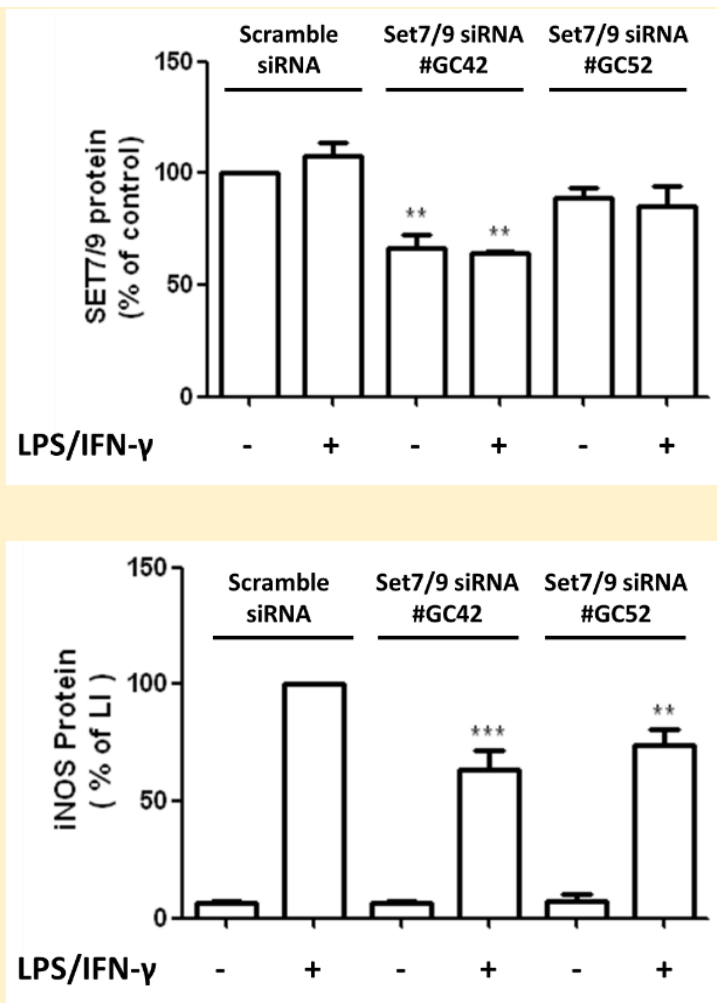 Scramble siRNA
Set7/9 siRNA #GC42
Set7/9 siRNA #GC52
SET7/9 protein
(% of control)
150
100
50
0
** **
LPS/IFN-γ - + - + - +
Scramble siRNA
Set7/9 siRNA #GC42
Set7/9 siRNA #GC52
iNOS Protein
( % of LI )
150
100
50
0
*** **
LPS/IFN-γ - + - + - +